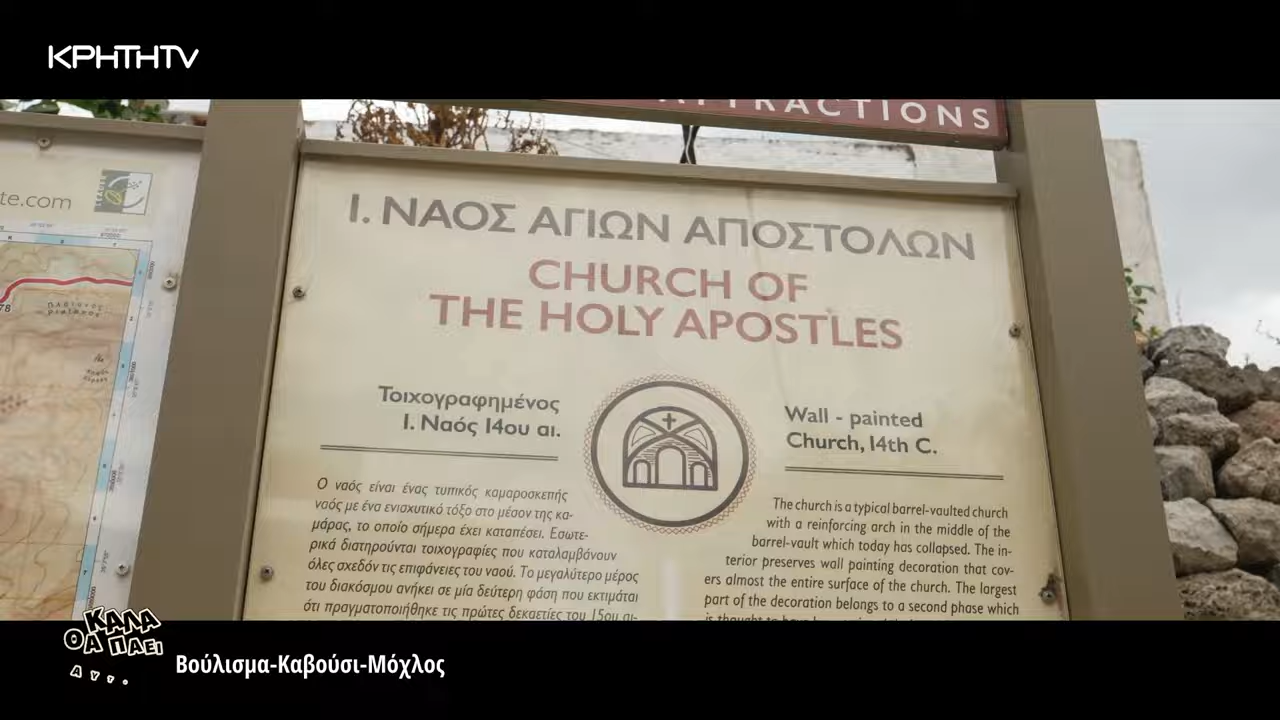 ΚΡΗΤΗTV
ATTRACTIONS
te.com
Ι. ΝΑΟΣ ΑΓΙΩΝ ΑΠΟΣΤΟΛΩΝ
CHURCH OF
THE HOLY APOSTLES
Τοιχογραφημένος
Ι. Ναός 14ου αι.
Wall - painted
Church, 14th C.
Ο ναός είναι ένας τυπικός καμαροσκεπής
ναός με ένα ενισχυτικό τόξο στο μέσον της κα-
μάρας, το οποίο σήμερα έχει καταπέσει. Εσωτε-
ρικά διατηρούνται τοιχογραφίες που καταλαμβάνουν
όλες σχεδόν τις επιφάνειες του ναού. Το μεγαλύτερο μέρος
του διακόσμου ανήκει σε μία δεύτερη φάση που εκτιμάται
ότι πραγματοποιήθηκε τις πρώτες δεκαετίες του 15ου αι-
The church is a typical barrel-vaulted church
with a reinforcing arch in the middle of the
barrel-vault which today has collapsed. The in-
terior preserves wall painting decoration that cov-
ers almost the entire surface of the church. The largest
part of the decoration belongs to a second phase which
ΚΑΛΑ
ΘΑ ΠΑΕΙ
ΑΥΤ.
Βούλισμα-Καβούσι-Μόχλος